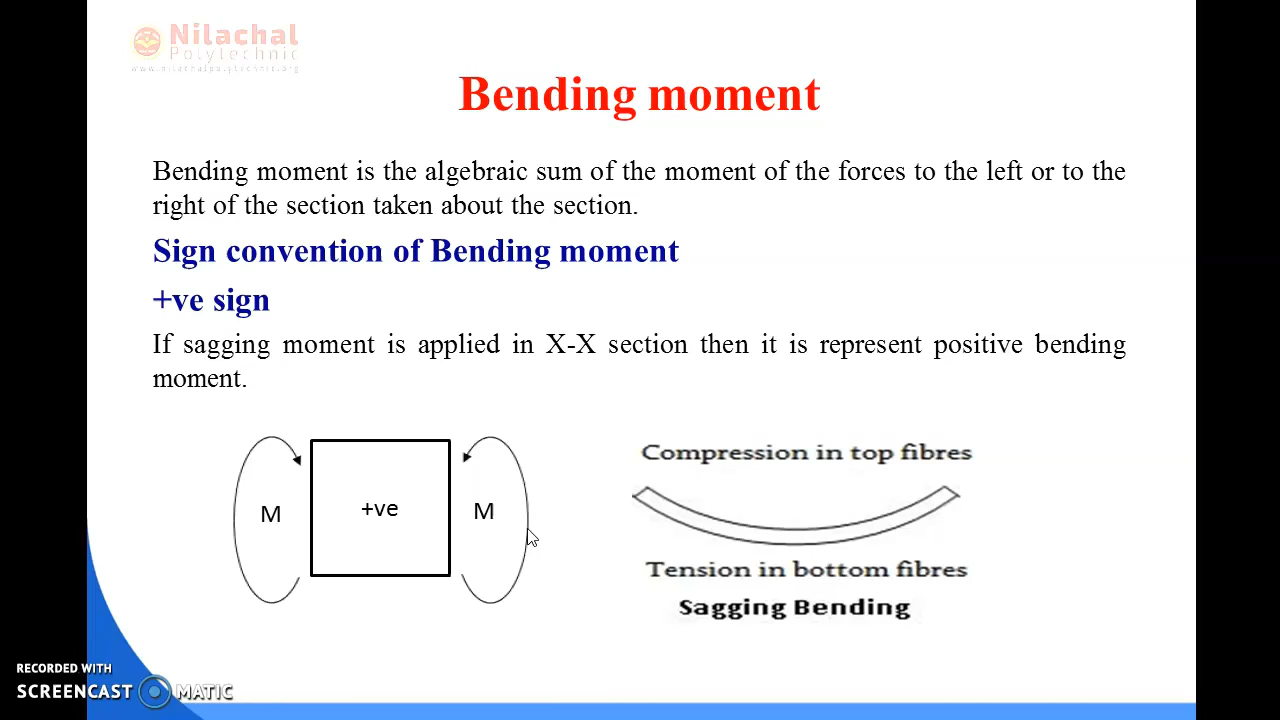 Nilachal
Polytechnic
www.nilachalpolytechnic.org
Bending moment
Bending moment is the algebraic sum of the moment of the forces to the left or to the
right of the section taken about the section.
Sign convention of Bending moment
+ve sign
If sagging moment is applied in X-X section then it is represent positive bending
moment.
M
+ve
M
Compression in top fibres
Tension in bottom fibres
Sagging Bending
RECORDED WITH
SCREENCAST MATIC